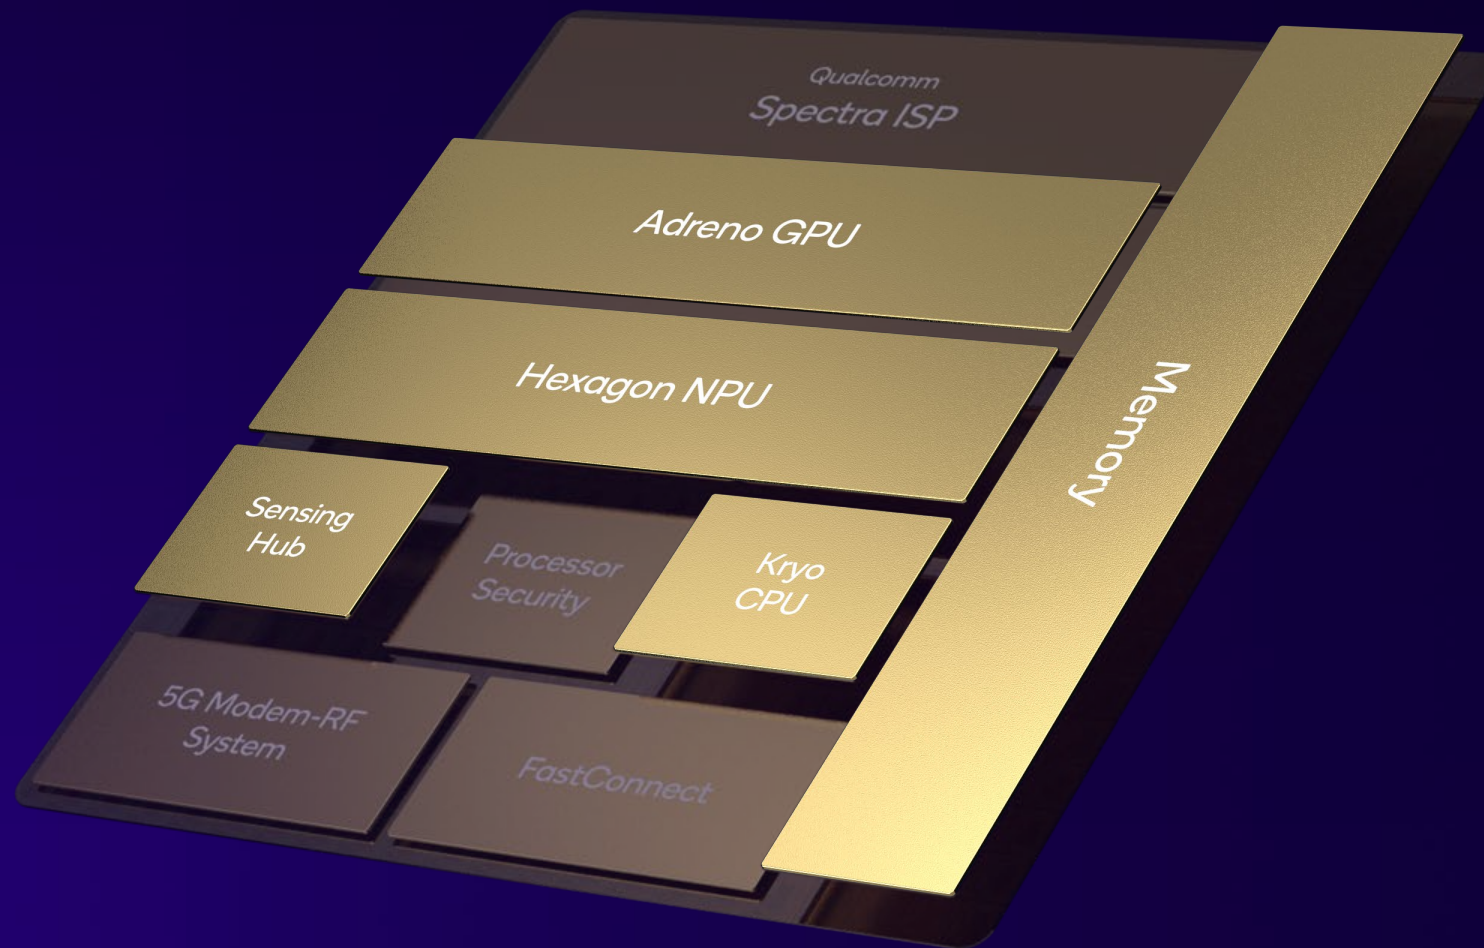 Qualcomm
Spectra ISP
Adreno GPU
Hexagon NPU
Memory
Sensing
Hub
Processor
Security
Kryo
CPU
5G Modem-RF
System
FastConnect